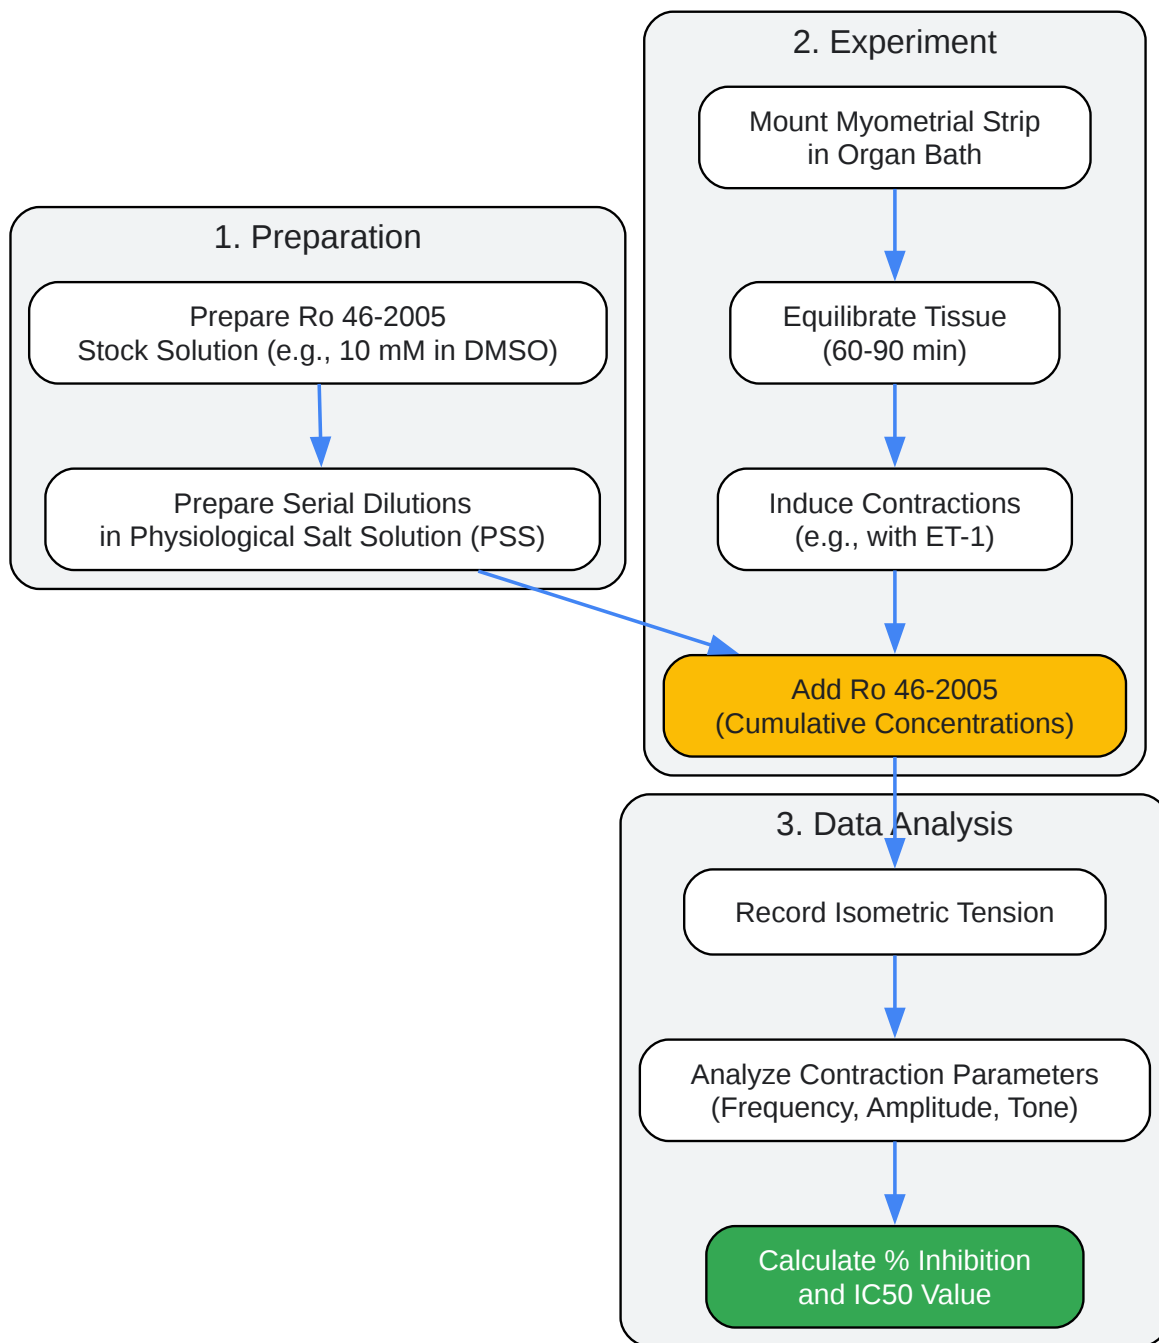 1. Preparation
Prepare Ro 46-2005
Stock Solution (e.g., 10 mM in DMSO)
Prepare Serial Dilutions
in Physiological Salt Solution (PSS)
2. Experiment
Mount Myometrial Strip
in Organ Bath
Equilibrate Tissue
(60-90 min)
Induce Contractions
(e.g., with ET-1)
Add Ro 46-2005
(Cumulative Concentrations)
3. Data Analysis
Record Isometric Tension
Analyze Contraction Parameters
(Frequency, Amplitude, Tone)
Calculate % Inhibition
and IC50 Value